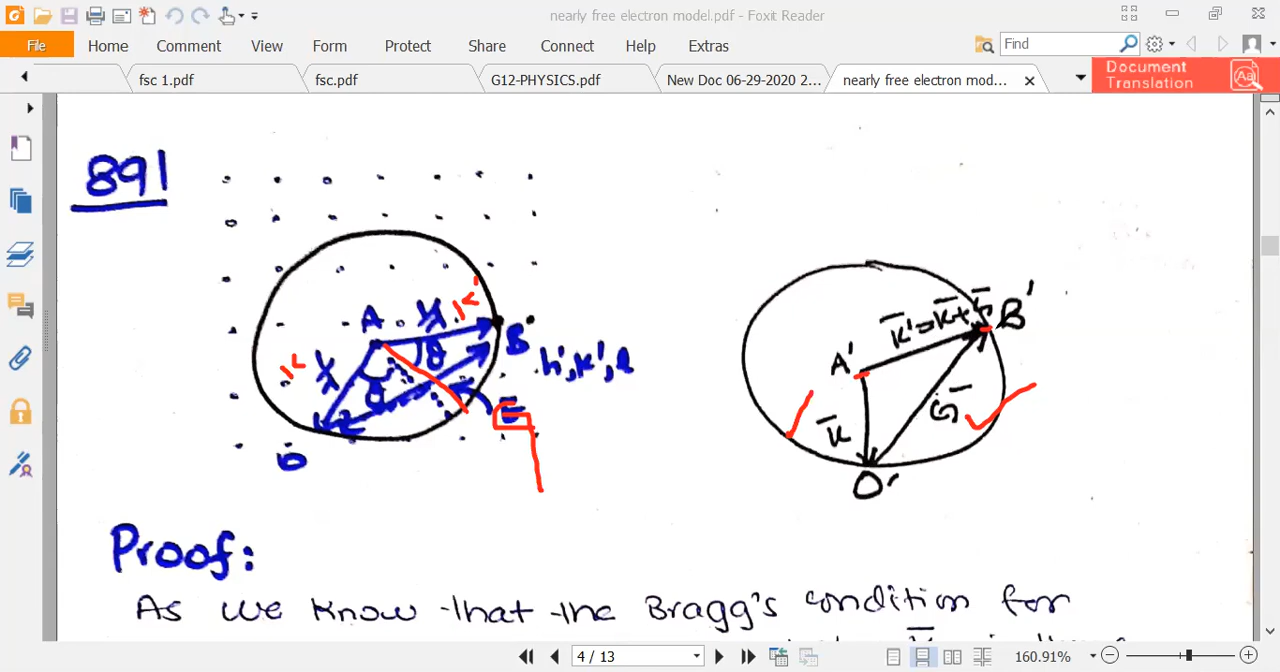 nearly free electron model.pdf - Foxit Reader
File Home Comment View Form Protect Share Connect Help Extras Find
fsc 1.pdf fsc.pdf G12-PHYSICS.pdf New Doc 06-29-2020 2... nearly free electron mod...
Document
Translation
891
A
K'
B
θ
K
θ
E
h', k', l
O
k̄' = k̄ + Ḡ
B'
A'
k̄
Ḡ
O'
Proof:
As we know that the Bragg's condition for
4 / 13
160.91%